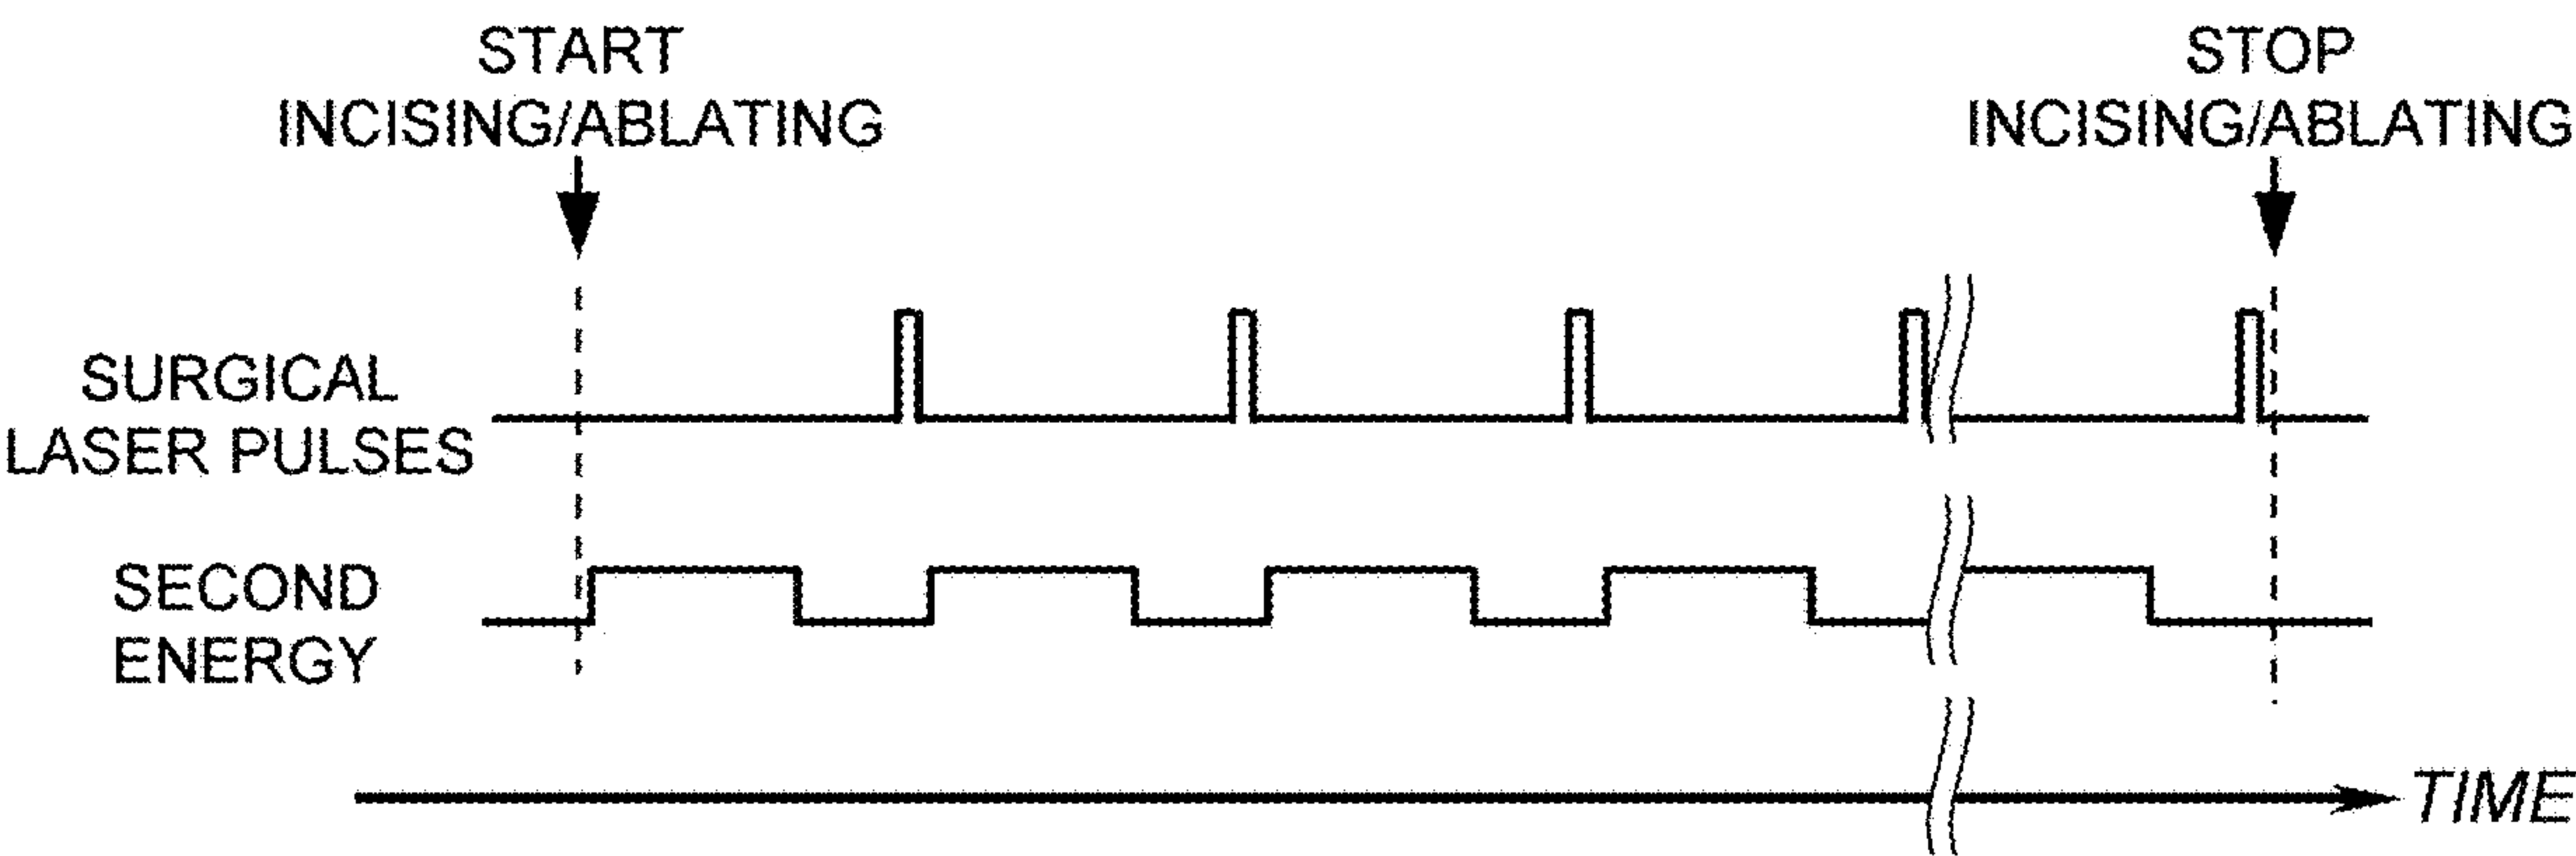 START
INCISING/ABLATING
STOP
INCISING/ABLATING
SURGICAL
LASER PULSES
SECOND
ENERGY
TIME